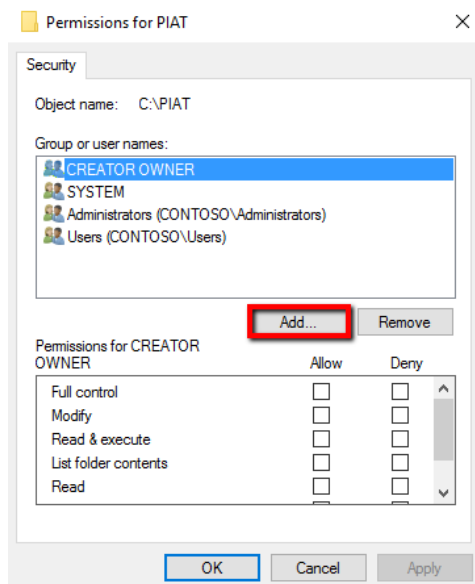 Permissions for PIAT
Security
Object name: C:\PIAT
Group or user names:
CREATOR OWNER
SYSTEM
Administrators (CONTOSO\Administrators)
Users (CONTOSO\Users)
Add... Remove
Permissions for CREATOR
OWNER Allow Deny
Full control
Modify
Read & execute
List folder contents
Read
OK Cancel Apply